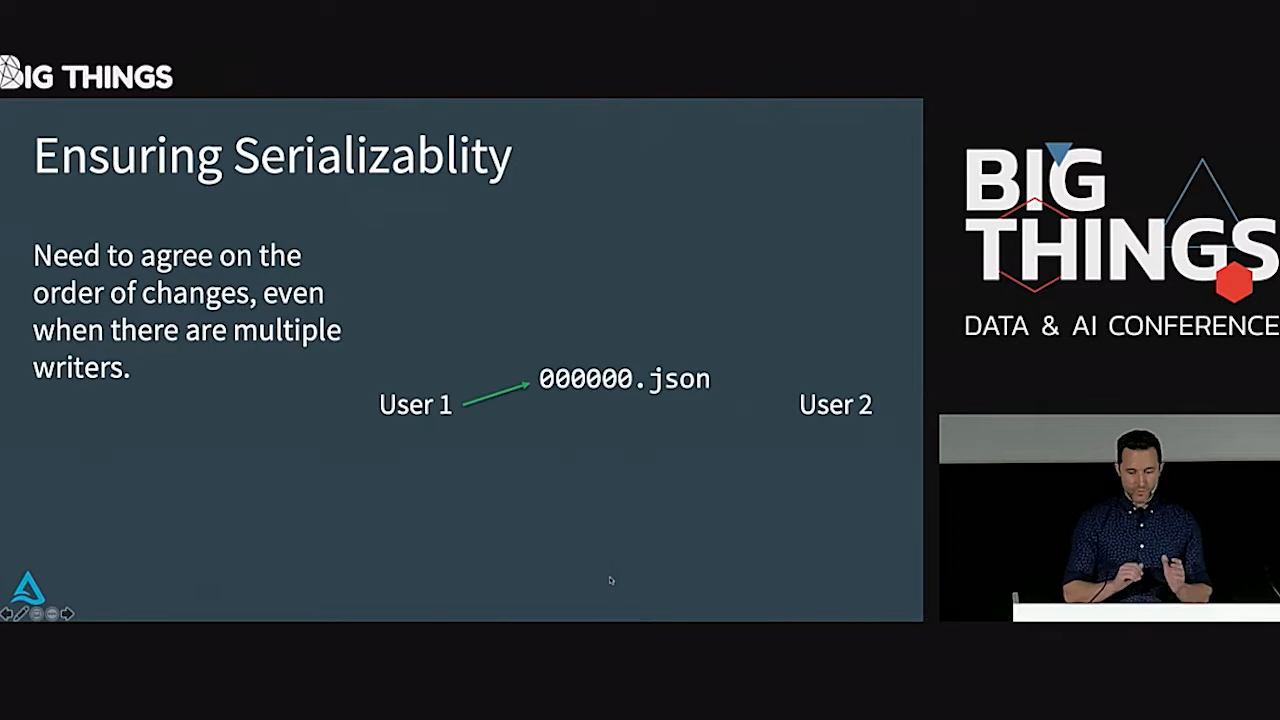 BIG THINGS
Ensuring Serializablity
Need to agree on the
order of changes, even
when there are multiple
writers.
000000.json
User 1
User 2
BIG
THINGS
DATA & AI CONFERENCE